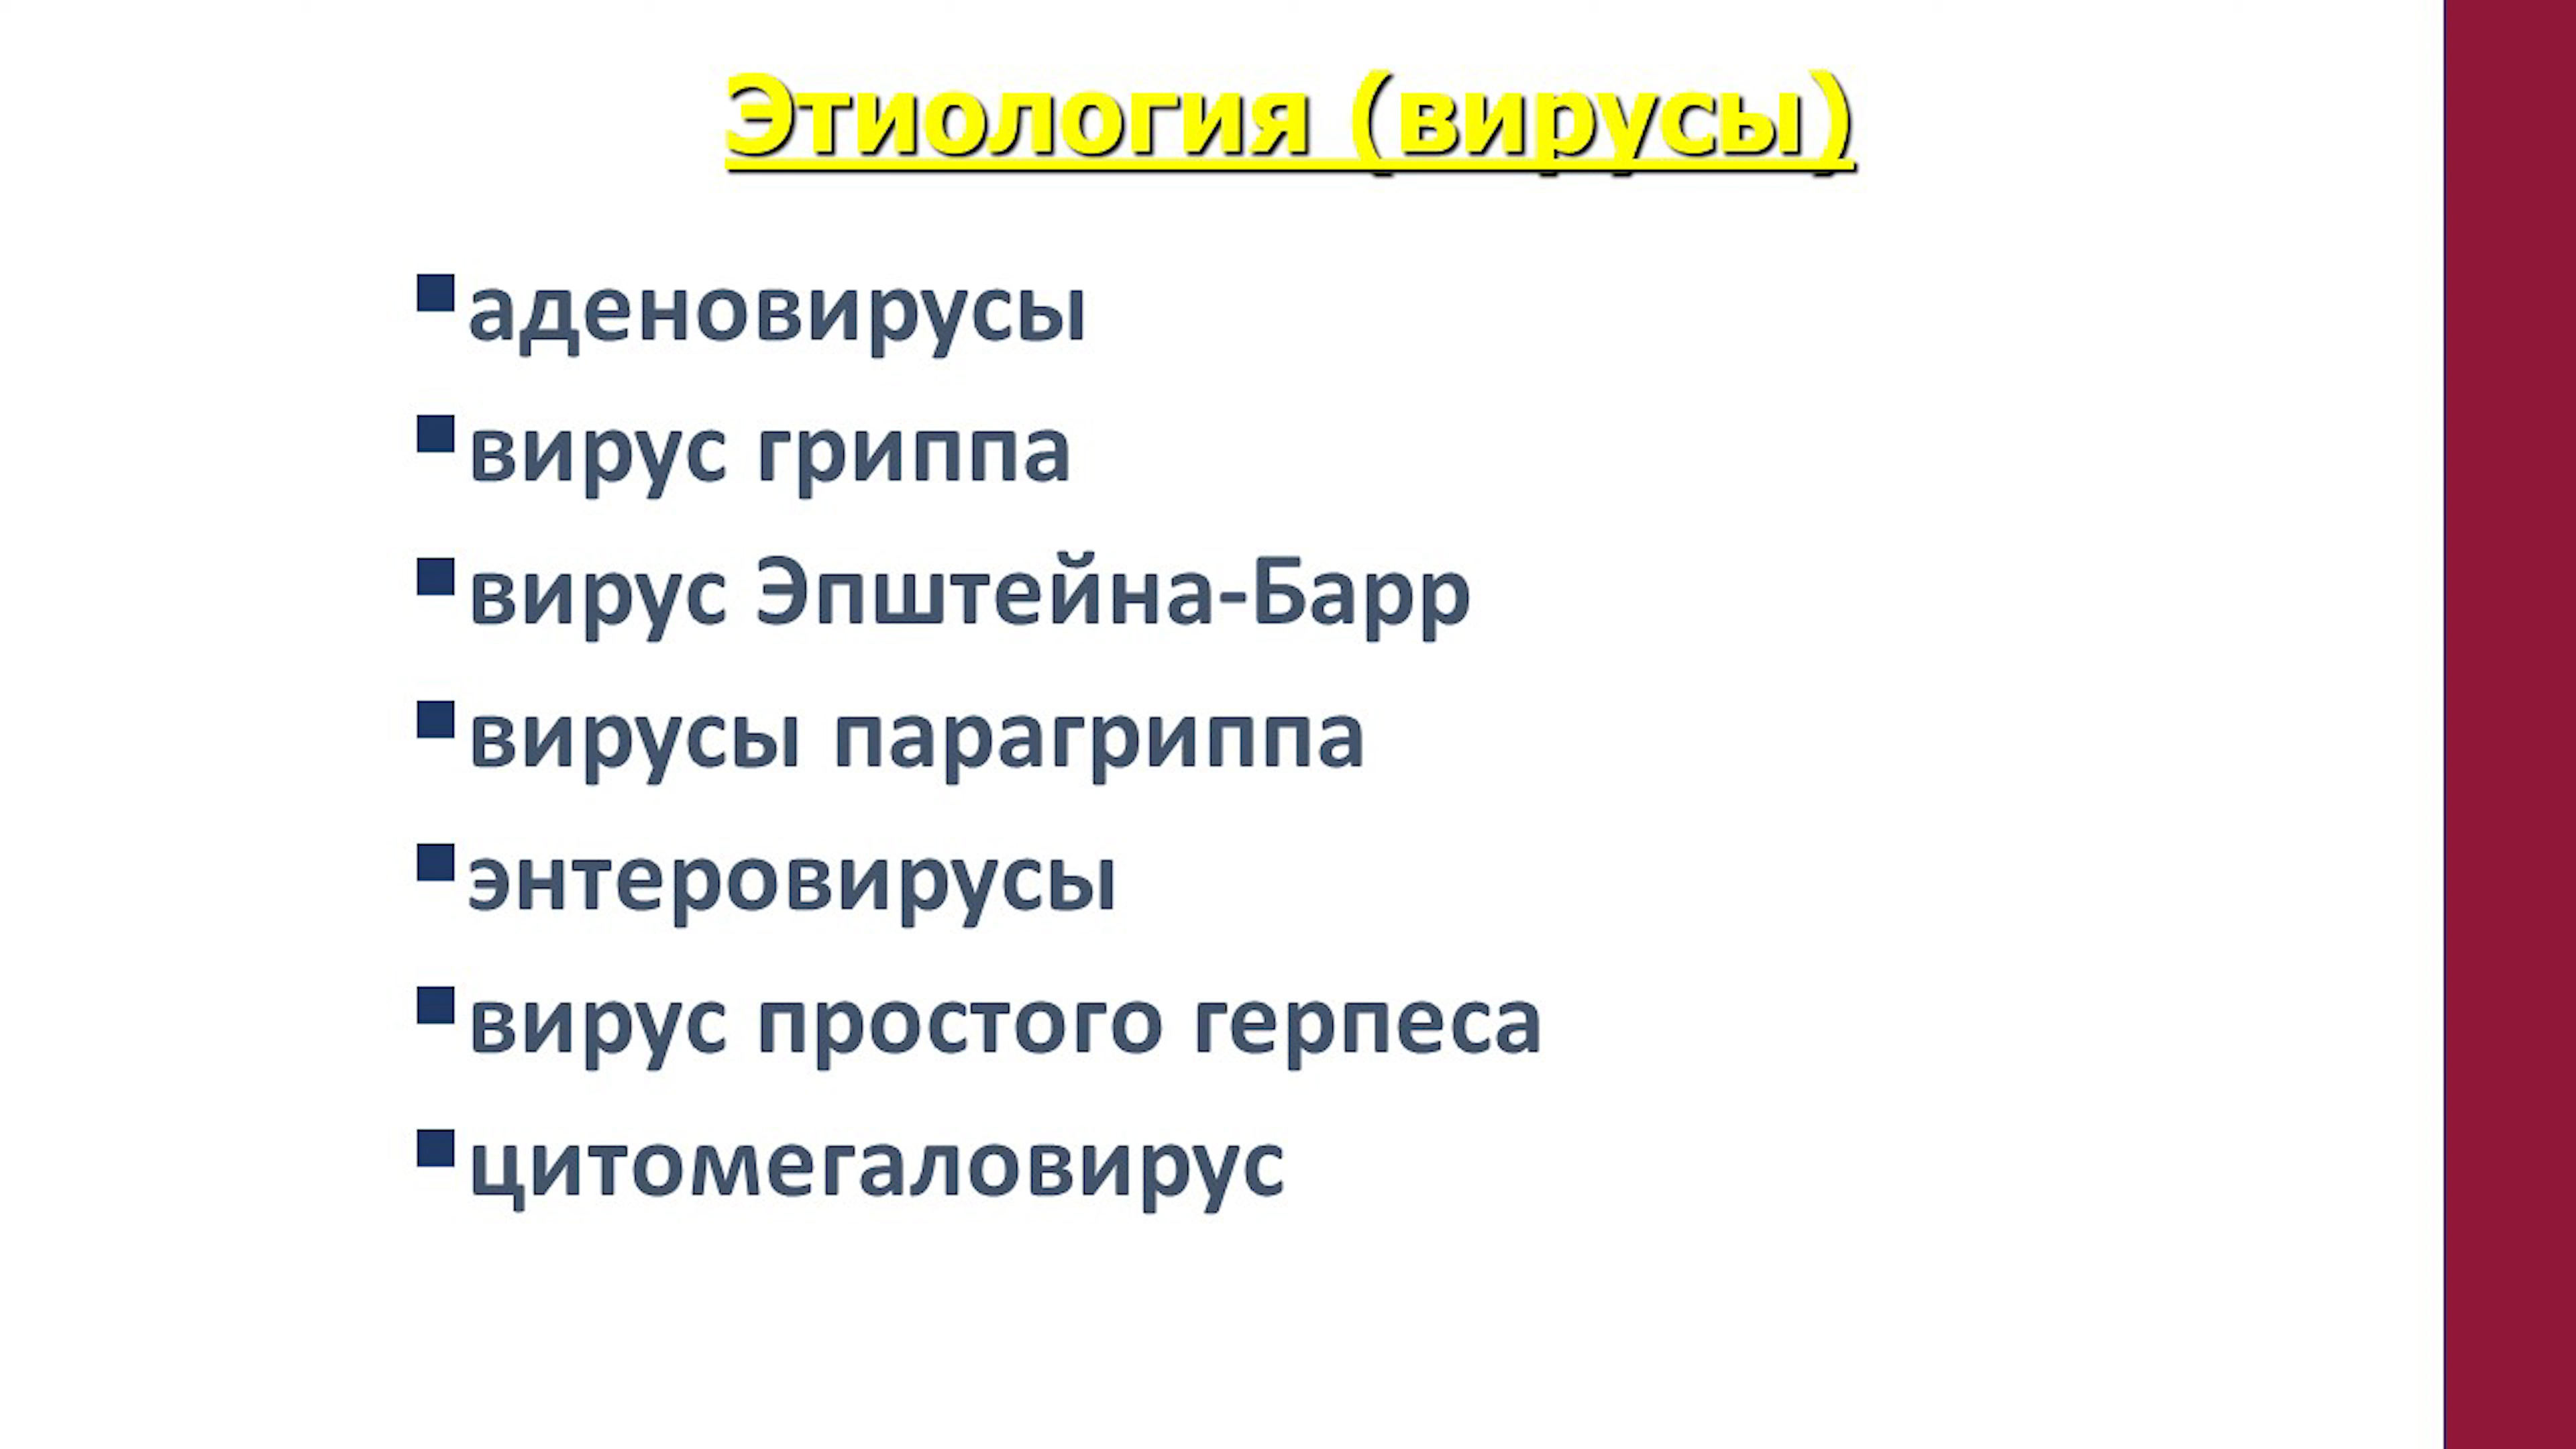 Этиология (вирусы)
▪аденовирусы
▪вирус гриппа
▪вирус Эпштейна-Барр
▪вирусы парагриппа
▪энтеровирусы
▪вирус простого герпеса
▪цитомегаловирус